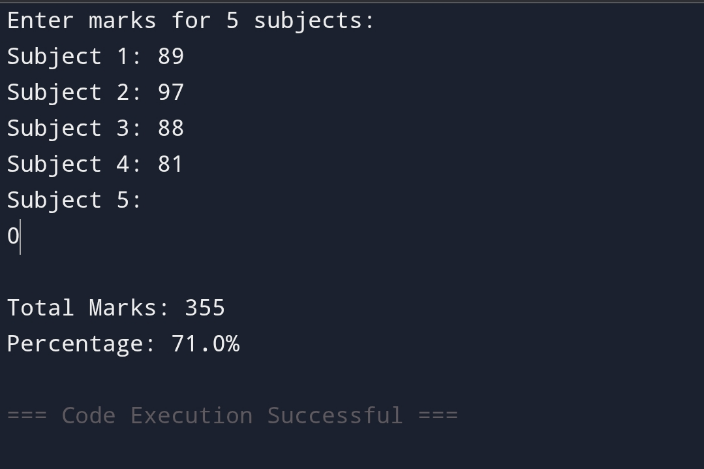 Enter marks for 5 subjects:
Subject 1: 89
Subject 2: 97
Subject 3: 88
Subject 4: 81
Subject 5:
0
Total Marks: 355
Percentage: 71.0%
=== Code Execution Successful ===